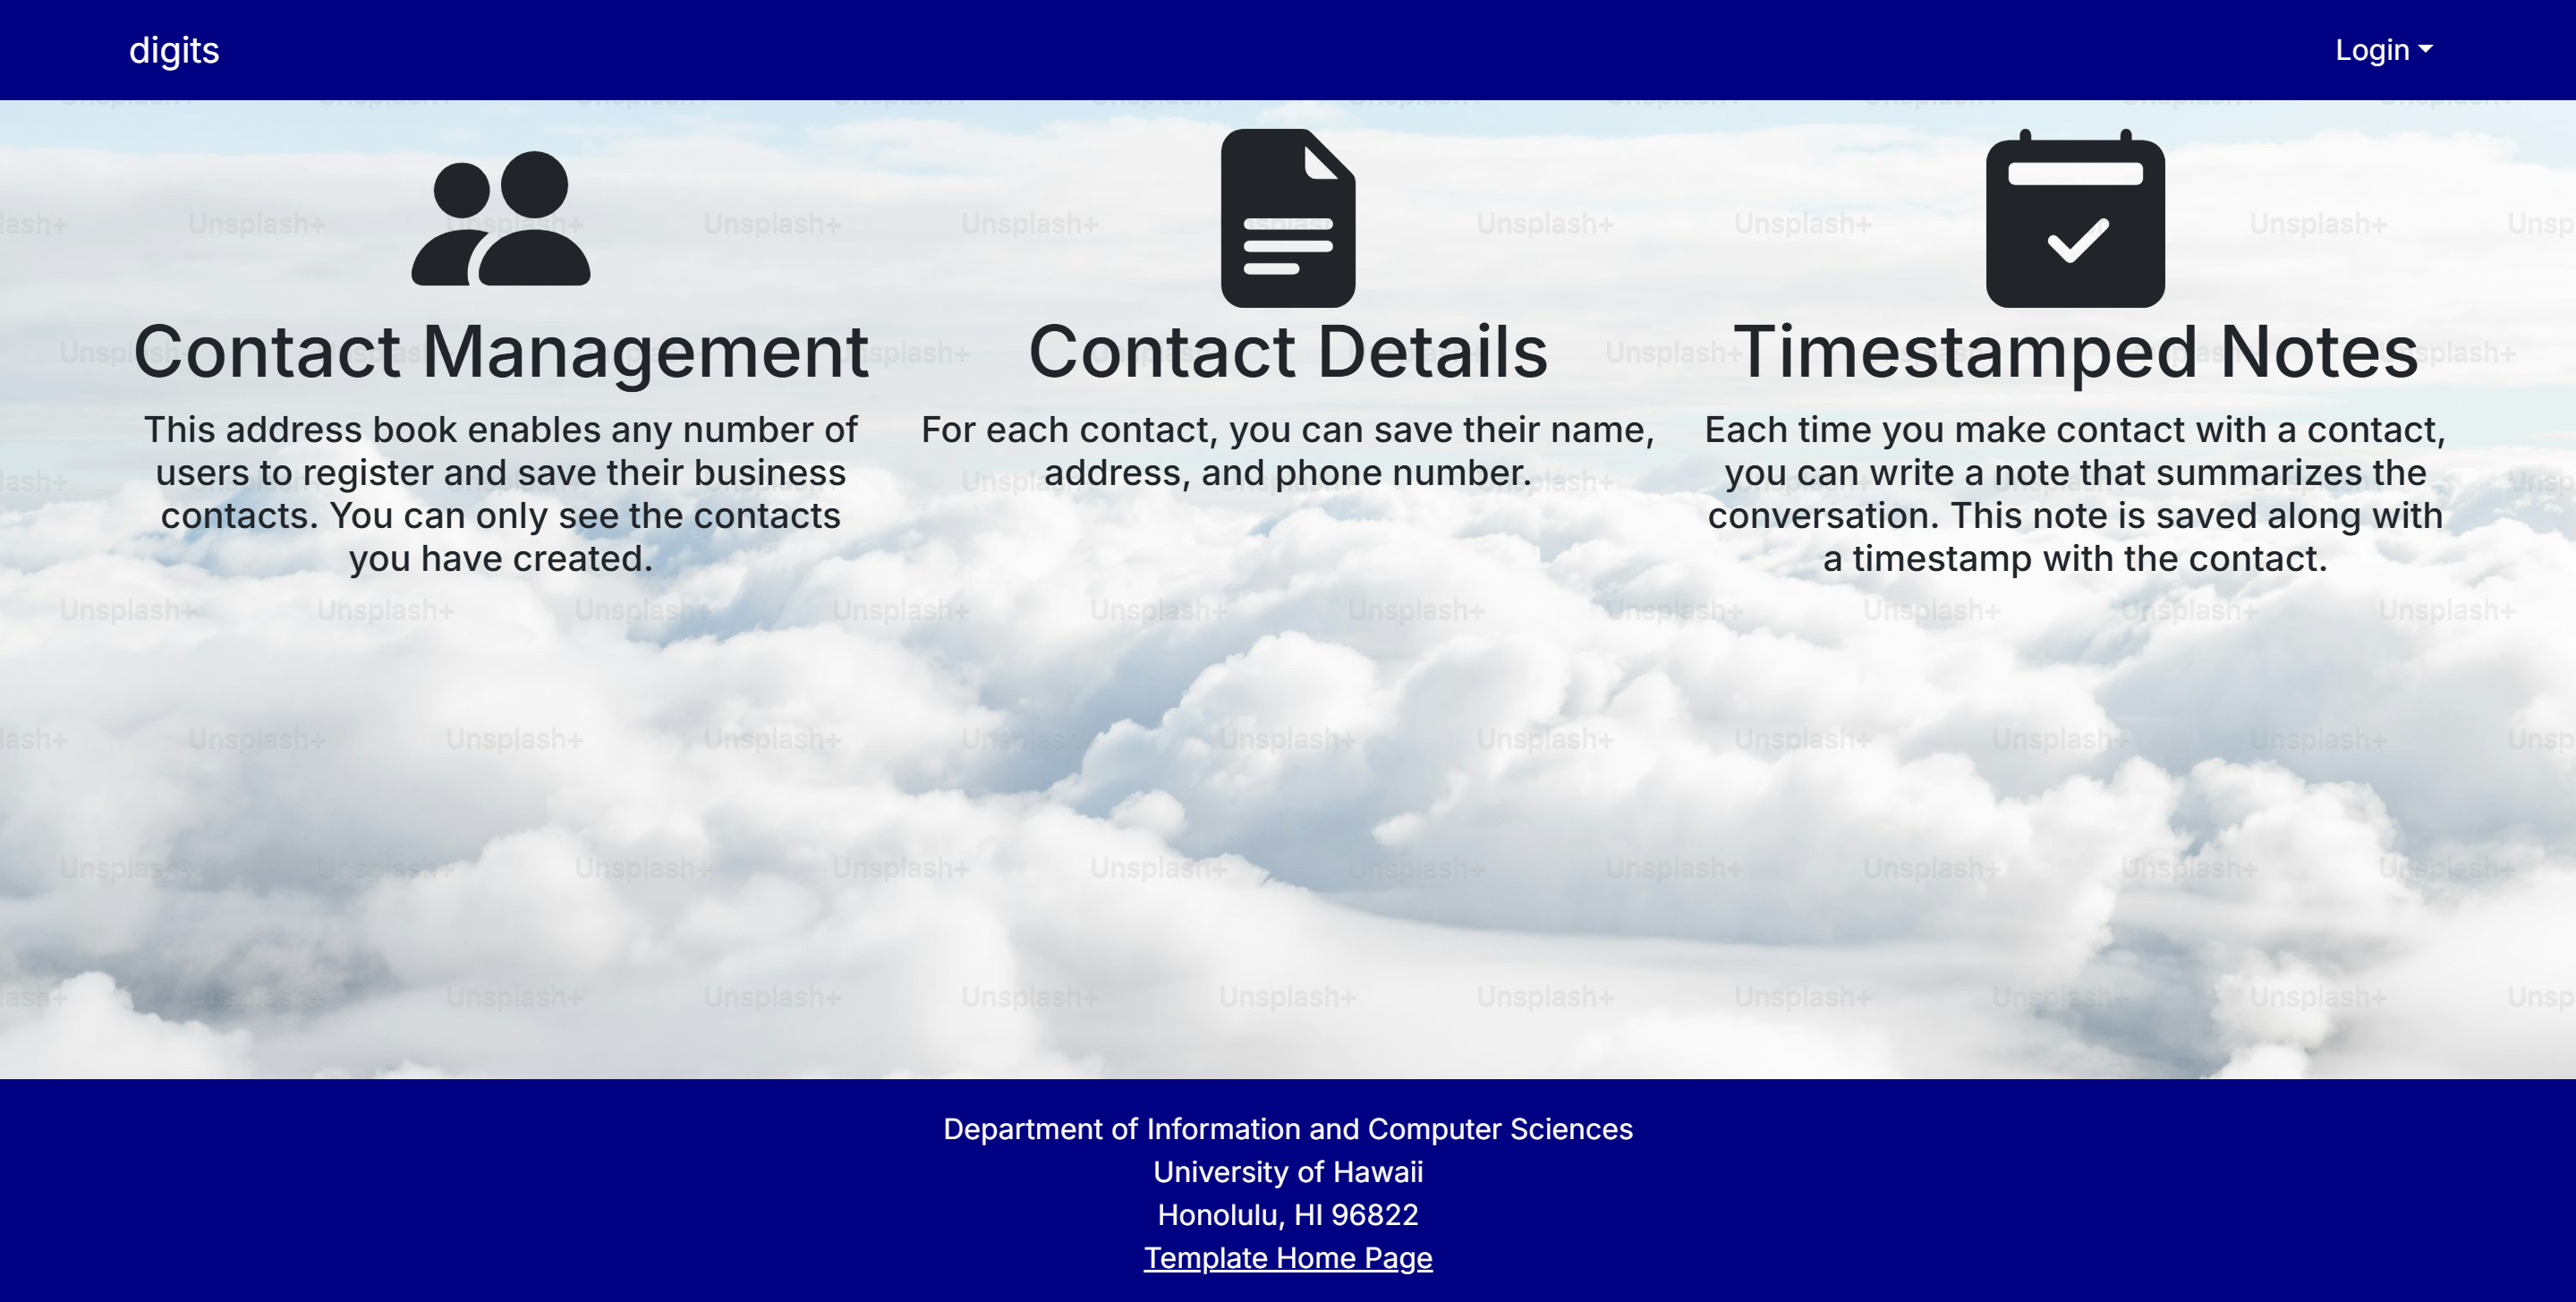 digits
Login
Contact Management
This address book enables any number of
users to register and save their business
contacts. You can only see the contacts
you have created.
Contact Details
For each contact, you can save their name,
address, and phone number.
Timestamped Notes
Each time you make contact with a contact,
you can write a note that summarizes the
conversation. This note is saved along with
a timestamp with the contact.
Unsplash+
Department of Information and Computer Sciences
University of Hawaii
Honolulu, HI 96822
Template Home Page